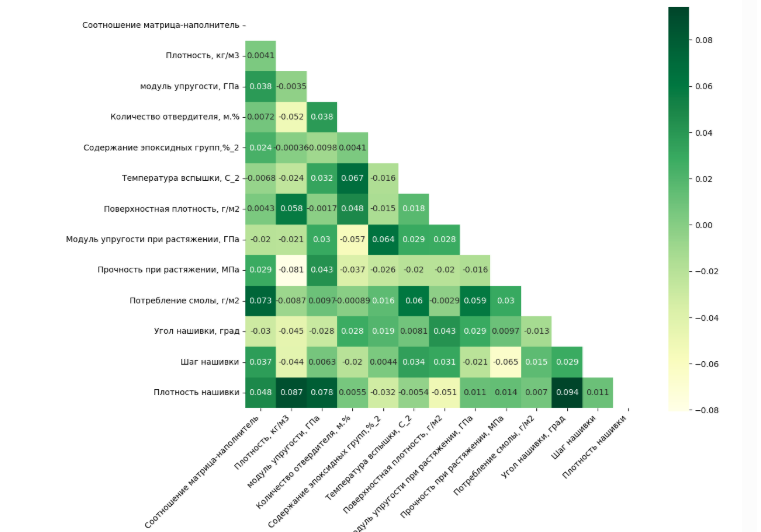 Соотношение матрица-наполнитель
Плотность, кг/м3
0.0041
модуль упругости, ГПа
0.038 -0.0035
Количество отвердителя, м.%
0.0072 -0.052 0.038
Содержание эпоксидных групп,%_2
0.024 -0.00036 -0.0098 0.0041
Температура вспышки, С_2
-0.0068 -0.024 0.032 0.067 -0.016
Поверхностная плотность, г/м2
0.0043 0.058 -0.0017 0.048 -0.015 0.018
Модуль упругости при растяжении, ГПа
-0.02 -0.021 0.03 -0.057 0.064 0.029 0.028
Прочность при растяжении, МПа
0.029 -0.081 0.043 -0.037 -0.026 -0.02 -0.02 -0.016
Потребление смолы, г/м2
0.073 -0.0087 0.0097 -0.00089 0.016 0.06 -0.0029 0.059 0.03
Угол нашивки, град
-0.03 -0.045 -0.028 0.028 0.019 0.0081 0.043 0.029 0.0097 -0.013
Шаг нашивки
0.037 -0.044 0.0063 -0.02 0.0044 0.034 0.031 -0.021 -0.065 0.015 0.029
Плотность нашивки
0.048 0.087 0.078 0.0055 -0.032 -0.0054 -0.051 0.011 0.014 0.007 0.094 0.011
Соотношение матрица-наполнитель
Плотность, кг/м3
модуль упругости, ГПа
Количество отвердителя, м.%
Содержание эпоксидных групп,%_2
Температура вспышки, С_2
Поверхностная плотность, г/м2
одуль упругости при растяжении, ГПа
Прочность при растяжении, МПа
Потребление смолы, г/м2
Угол нашивки, град
Шаг нашивки
Плотность нашивки
0.08
0.06
0.04
0.02
0.00
−0.02
−0.04
−0.06
−0.08